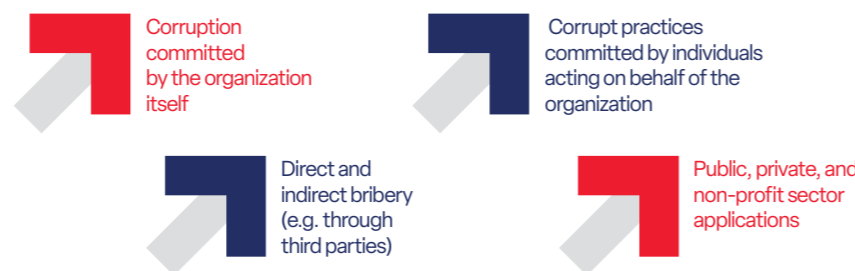 Corruption
committed
by the organization
itself
Corrupt practices
committed by individuals
acting on behalf of the
organization
Direct and
indirect bribery
(e.g. through
third parties)
Public, private, and
non-profit sector
applications